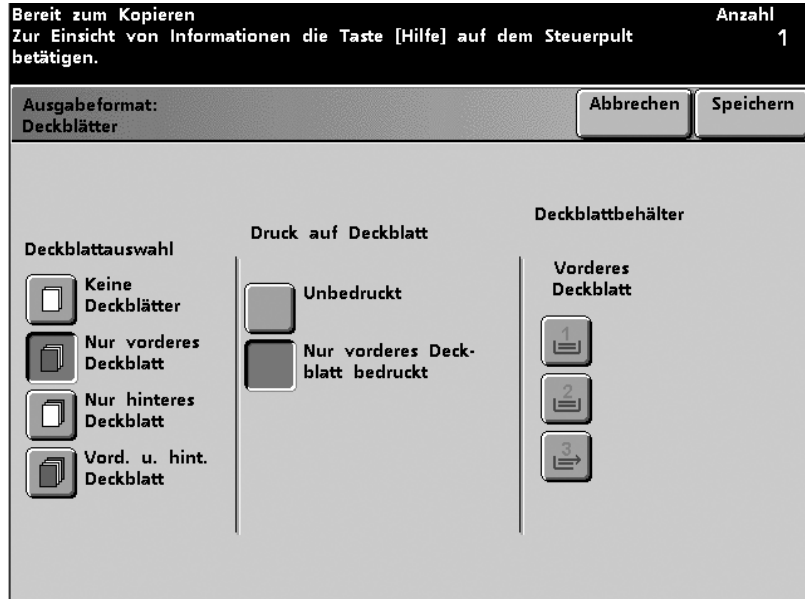 Bereit zum Kopieren
Anzahl
Zur Einsicht von Informationen die Taste [Hilfe] auf dem Steuerpult
1
betätigen.
Ausgabeformat:
Deckblätter
Abbrechen
Speichern
Deckblattauswahl
Keine
Deckblätter
Nur vorderes
Deckblatt
Nur hinteres
Deckblatt
Vord. u. hint.
Deckblatt
Druck auf Deckblatt
Unbedruckt
Nur vorderes Deck-
blatt bedruckt
Deckblattbehälter
Vorderes
Deckblatt
1
2
3